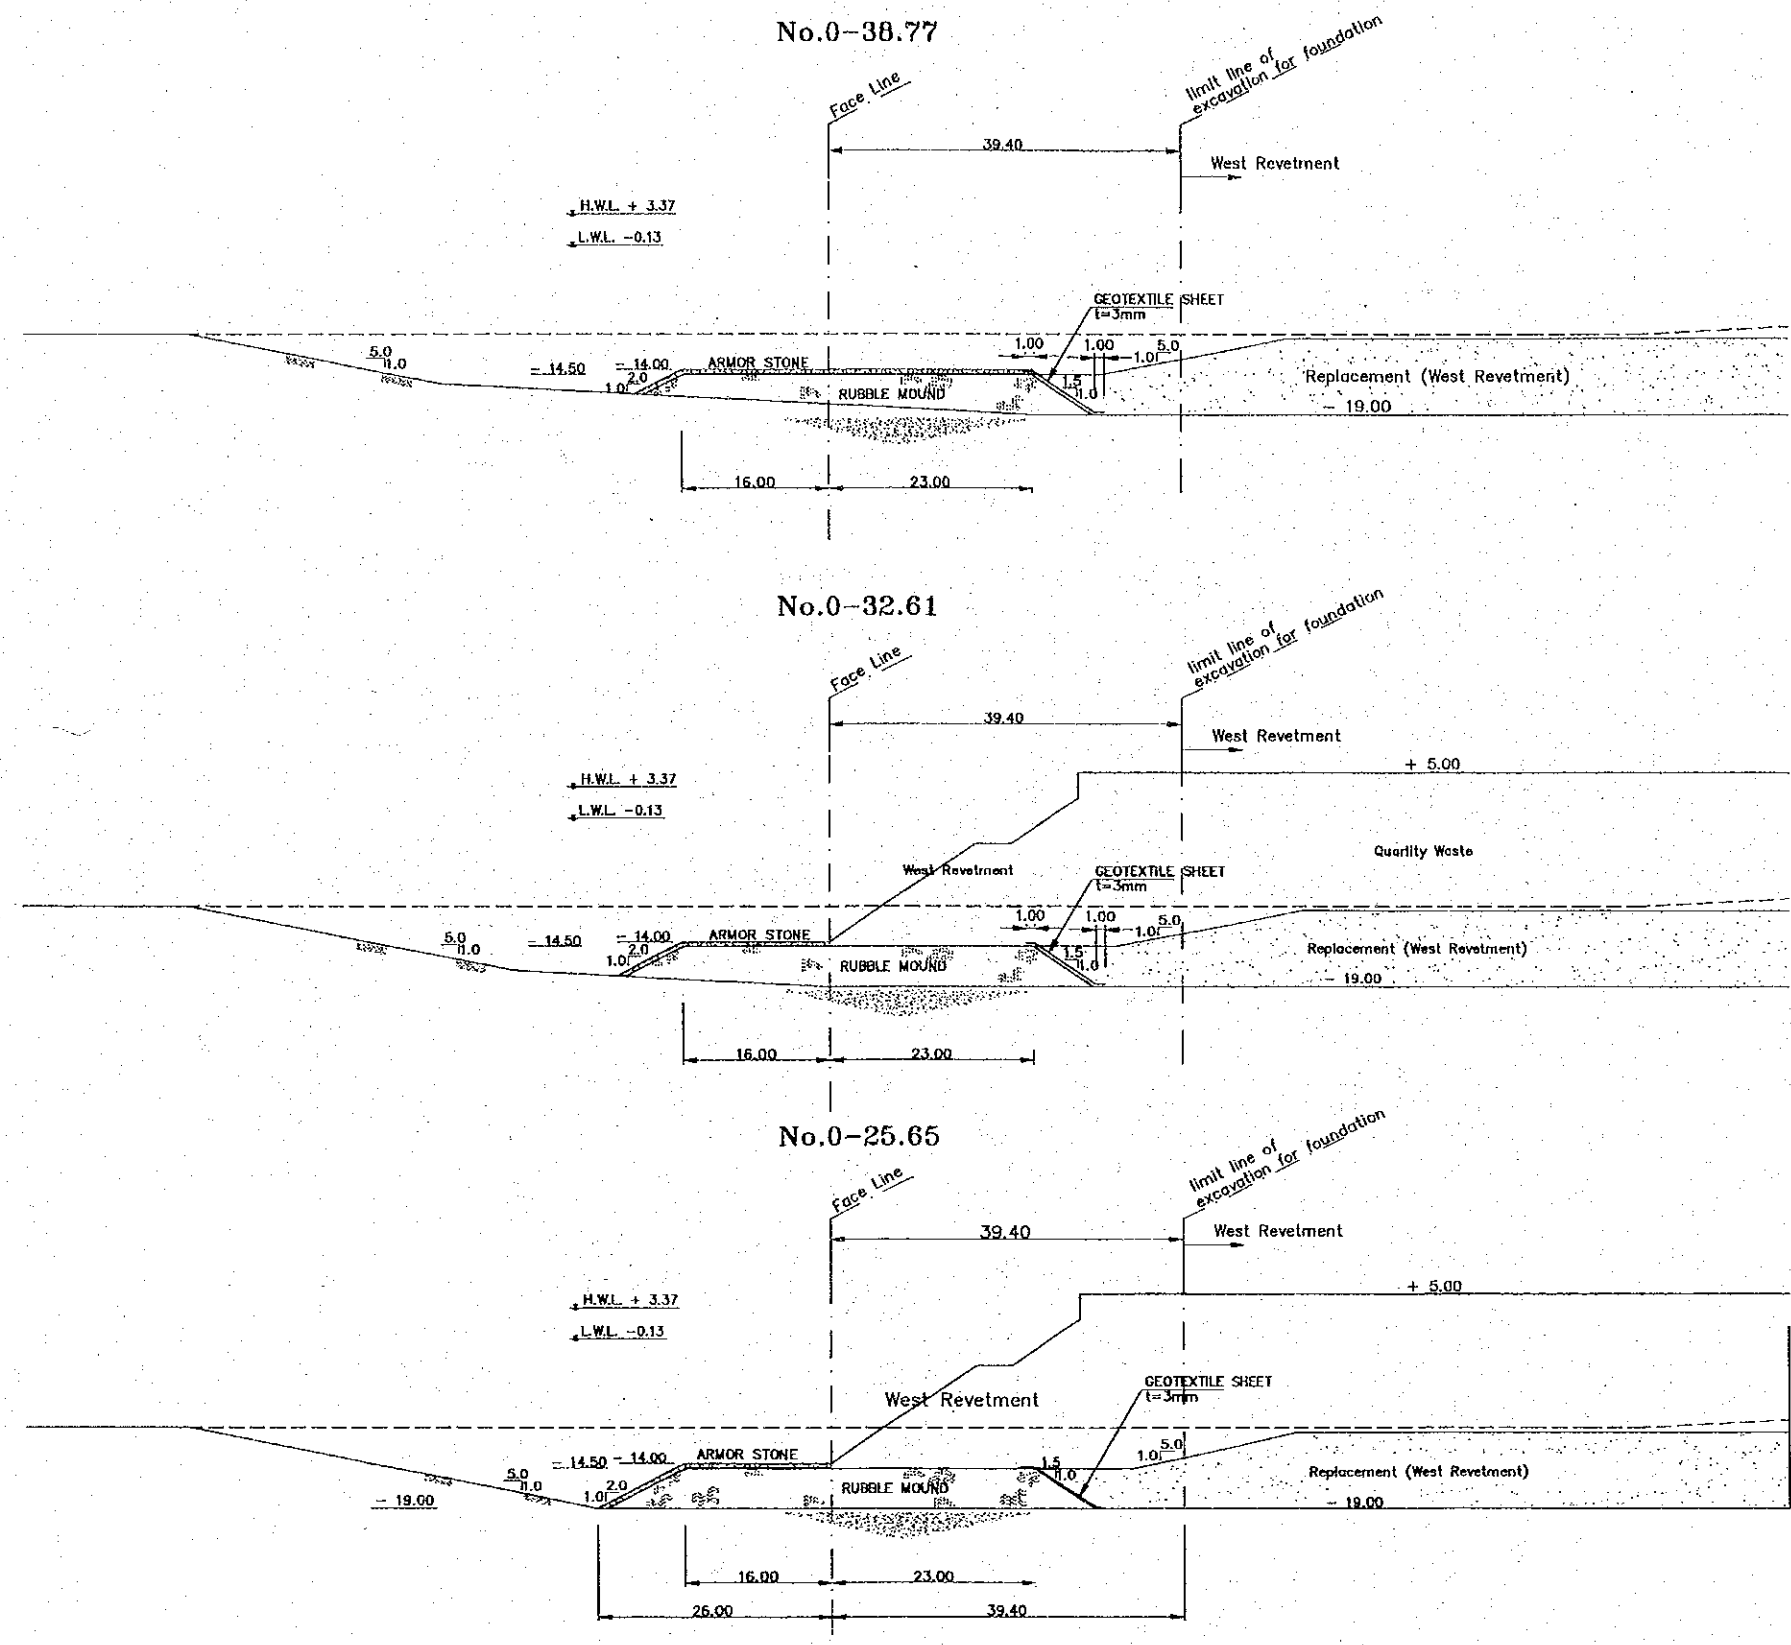 No.0-38.77
Face Line
limit line of
excavation for foundation
39.40
West Revetment
H.W.L. + 3.37
L.W.L. -0.13
GEOTEXTILE SHEET
t=3mm
1.00
1.00
5.0
1.0
5.0
1.0
- 14.50
- 14.00
ARMOR STONE
2.0
1.0
RUBBLE MOUND
1.5
1.0
Replacement (West Revetment)
- 19.00
16.00
23.00
No.0-32.61
Face Line
limit line of
excavation for foundation
39.40
West Revetment
+ 5.00
H.W.L. + 3.37
L.W.L. -0.13
Quarlity Waste
West Revetment
GEOTEXTILE SHEET
t=3mm
1.00
1.00
5.0
1.0
5.0
1.0
- 14.50
- 14.00
ARMOR STONE
2.0
1.0
RUBBLE MOUND
1.5
1.0
Replacement (West Revetment)
- 19.00
16.00
23.00
No.0-25.65
Face Line
limit line of
excavation for foundation
39.40
West Revetment
+ 5.00
H.W.L. + 3.37
L.W.L. -0.13
GEOTEXTILE SHEET
t=3mm
West Revetment
5.0
1.0
- 14.50
- 14.00
ARMOR STONE
1.5
1.0
5.0
1.0
2.0
1.0
RUBBLE MOUND
Replacement (West Revetment)
- 19.00
- 19.00
16.00
23.00
26.00
39.40